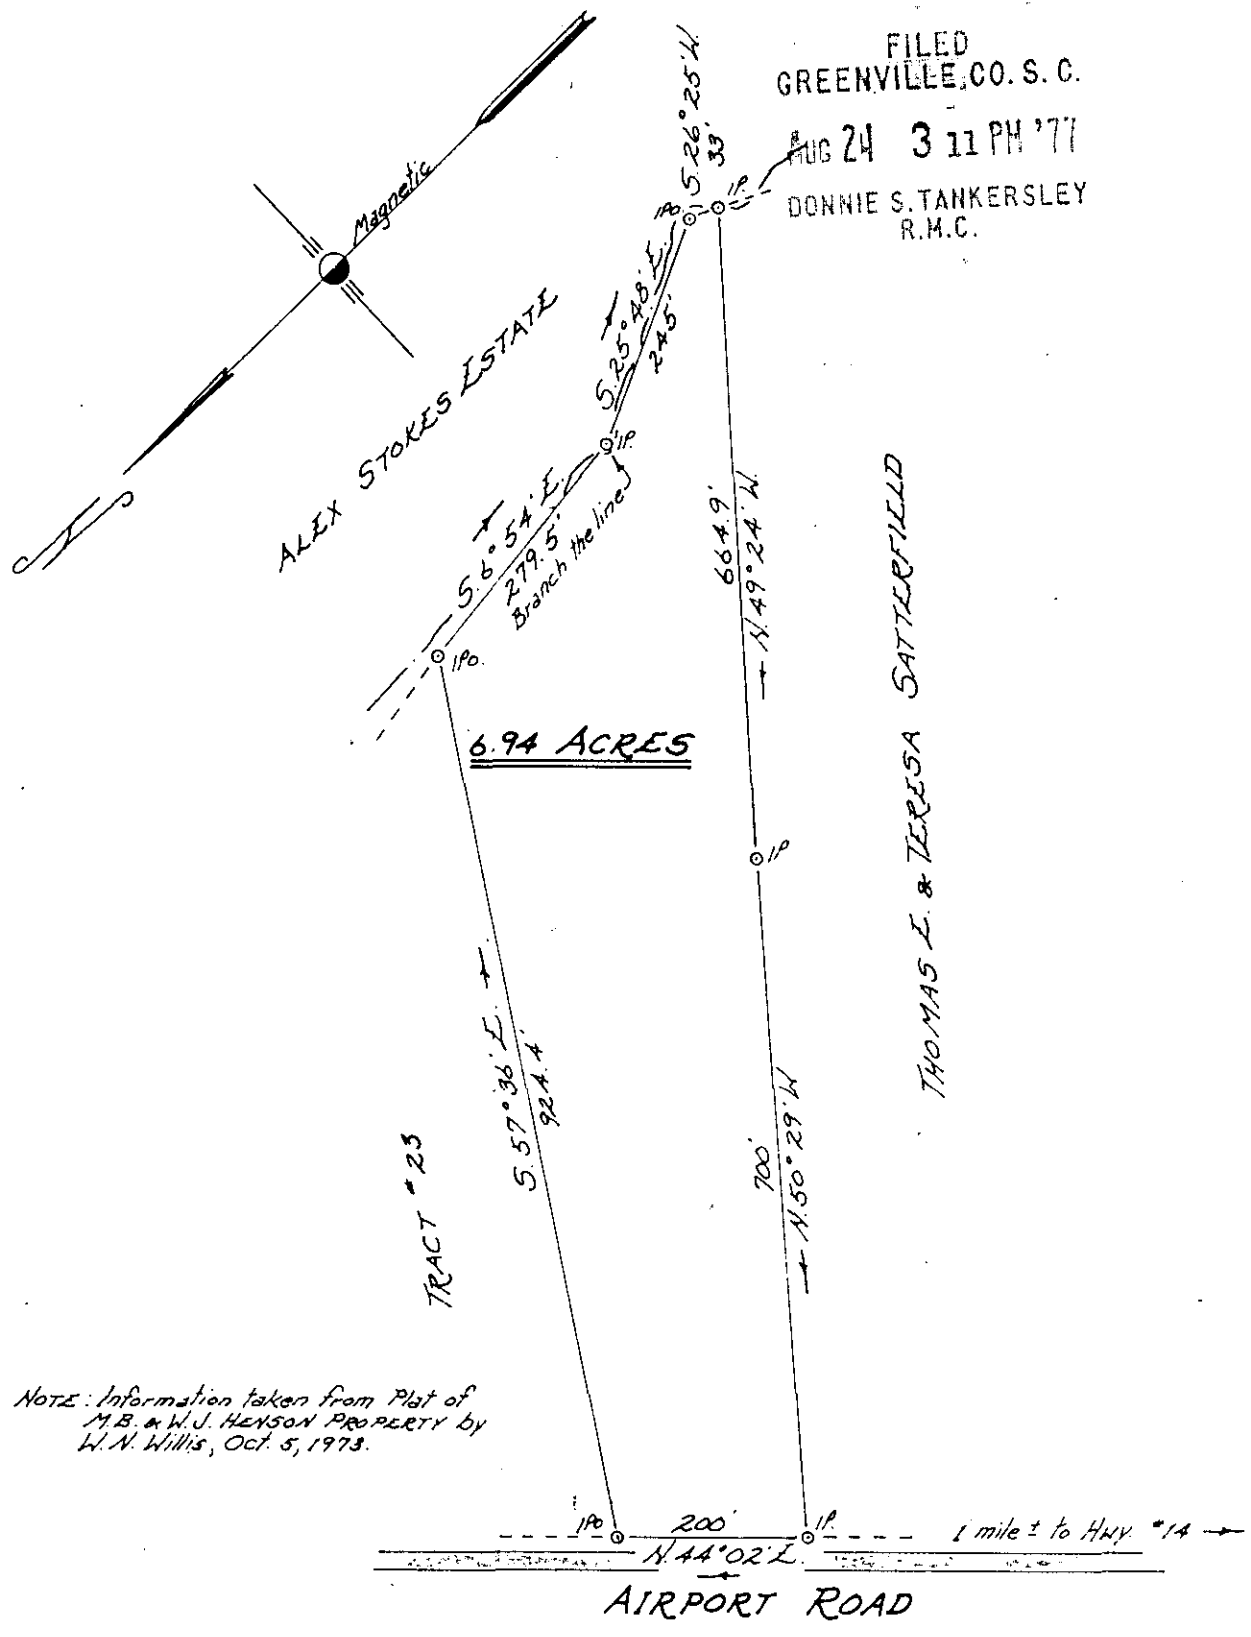 FILED
GREENVILLE, CO. S. C.
AUG 24 3 11 PM '77
DONNIE S. TANKERSLEY
R.M.C.
S. 26° 25' W.
33'
Magnetic
IPO.
IP.
ALEX STOKES ESTATE
S. 25° 48' E.
245'
IP.
S. 6° 54' E.
279.5'
Branch the line
664.9'
N. 49° 24' W.
IPO.
6.94 ACRES
THOMAS E. & TERESA SATTERFIELD
IP
S. 57° 36' E.
924.4'
700'
N. 50° 29' W
TRACT #23
NOTE: Information taken from Plat of
M.B. & W.J. HENSON PROPERTY by
W.N. Willis, Oct. 5, 1973.
IPO
200'
IP.
1 mile ± to Hwy. #14
N. 44° 02' E.
AIRPORT ROAD